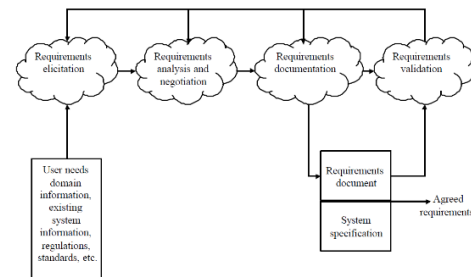 Requirements
elicitation
Requirements
analysis and
negotiation
Requirements
documentation
Requirements
validation
User needs
domain
information,
existing
system
information,
regulations,
standards, etc.
Requirements
document
System
specification
Agreed
requirements